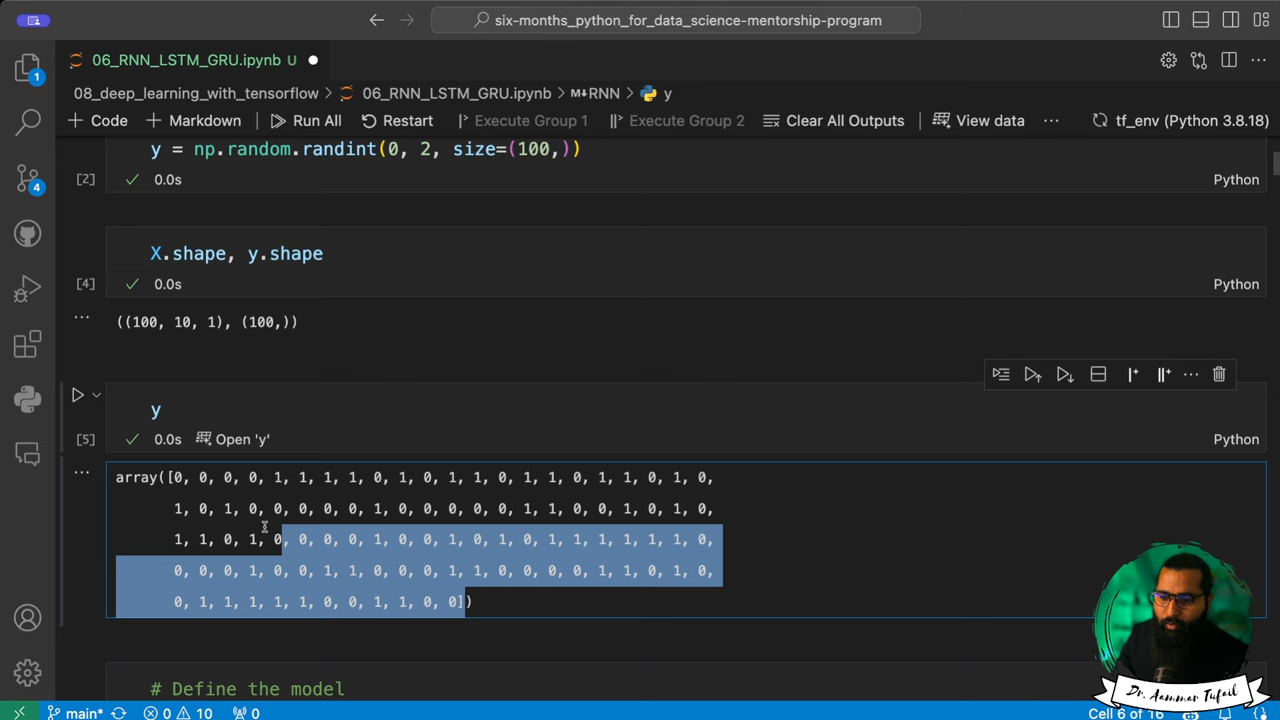 six-months_python_for_data_science-mentorship-program
06_RNN_LSTM_GRU.ipynb U
08_deep_learning_with_tensorflow > 06_RNN_LSTM_GRU.ipynb > M↓RNN > y
+ Code + Markdown Run All Restart Execute Group 1 Execute Group 2 Clear All Outputs View data ... tf_env (Python 3.8.18)
y = np.random.randint(0, 2, size=(100,))
[2] 0.0s Python
X.shape, y.shape
[4] 0.0s Python
((100, 10, 1), (100,))
y
[5] 0.0s Open 'y' Python
array([0, 0, 0, 0, 1, 1, 1, 1, 0, 1, 0, 1, 1, 0, 1, 1, 0, 1, 1, 0, 1, 0,
1, 0, 1, 0, 0, 0, 0, 0, 1, 0, 0, 0, 0, 0, 1, 1, 0, 1, 0, 1, 0,
1, 1, 0, 1, 0, 0, 0, 0, 1, 0, 0, 1, 0, 1, 0, 1, 1, 1, 1, 1, 1, 0,
0, 0, 0, 1, 0, 0, 1, 1, 0, 0, 0, 1, 1, 0, 0, 0, 0, 1, 1, 0, 1, 0,
0, 1, 1, 1, 1, 1, 0, 0, 1, 1, 0, 0])
# Define the model
1
4
Dr. Aammar Tufail
main* 0 10 0 Cell 6 of 16